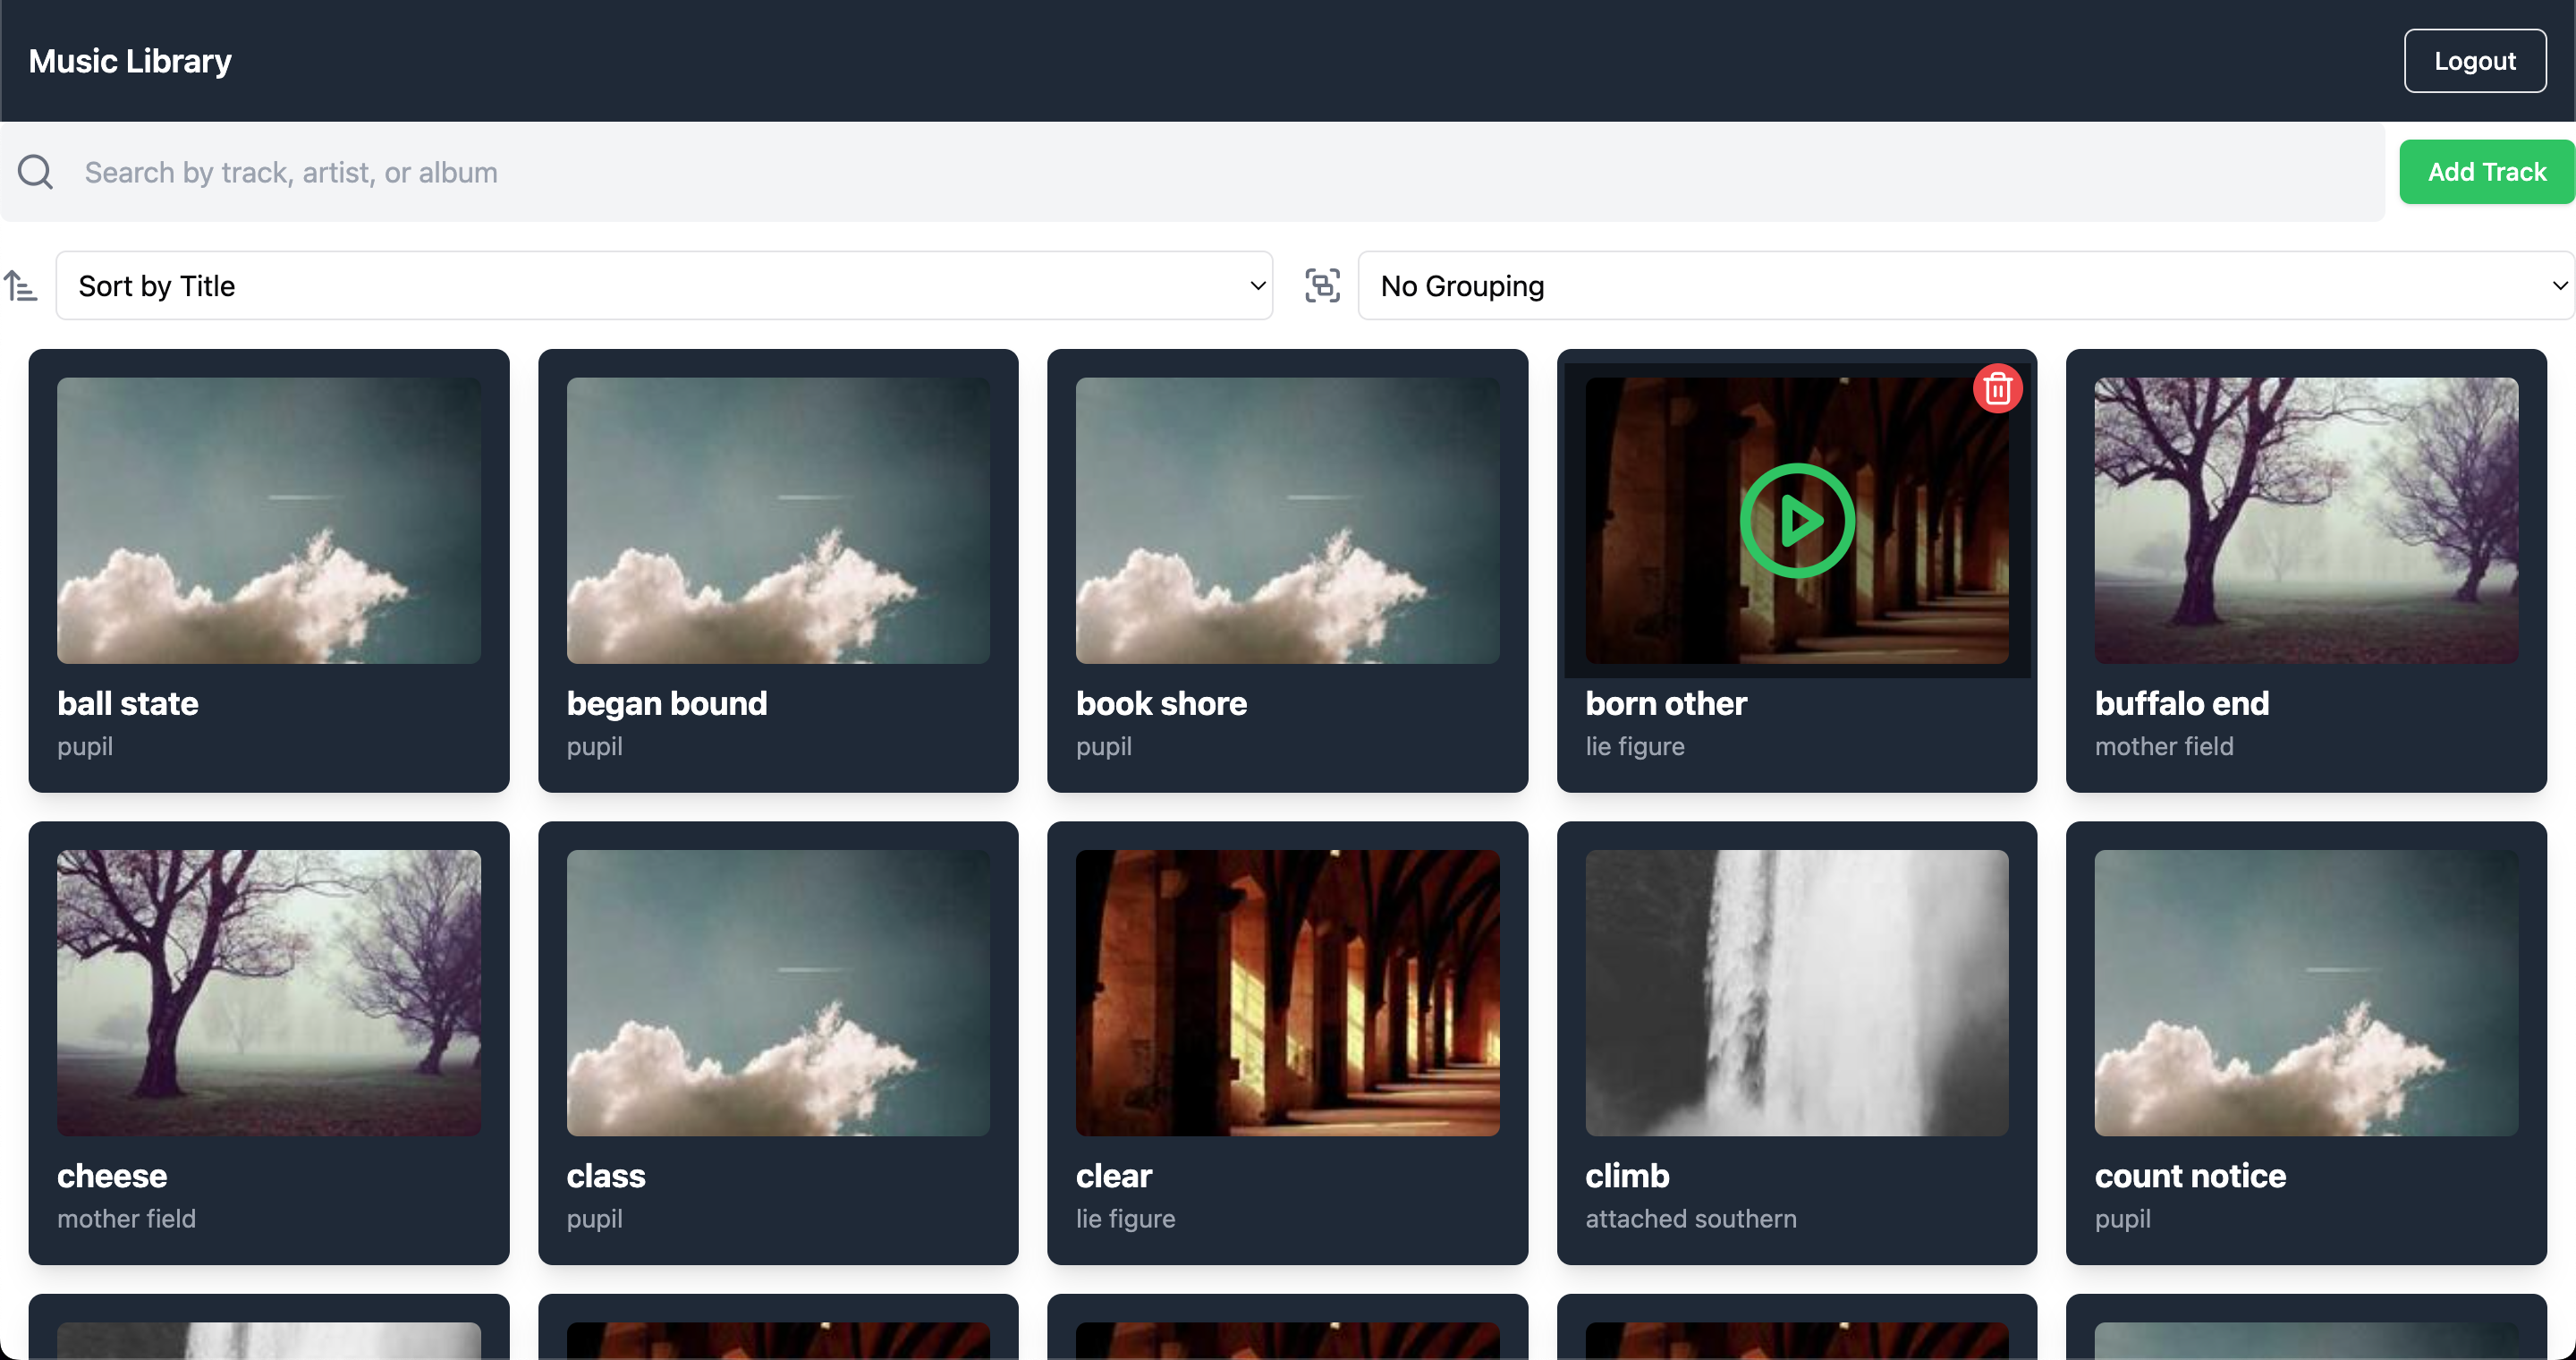 Music Library
Logout
Search by track, artist, or album
Add Track
Sort by Title
No Grouping
ball state
pupil
began bound
pupil
book shore
pupil
born other
lie figure
buffalo end
mother field
cheese
mother field
class
pupil
clear
lie figure
climb
attached southern
count notice
pupil